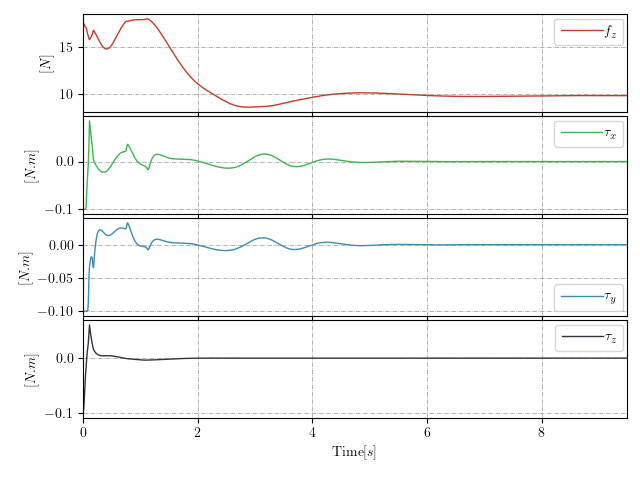 15
10
[N]
f_z
0.0
−0.1
[N.m]
τ_x
0.00
−0.05
−0.10
[N.m]
τ_y
0.0
−0.1
[N.m]
τ_z
0 2 4 6 8
Time[s]